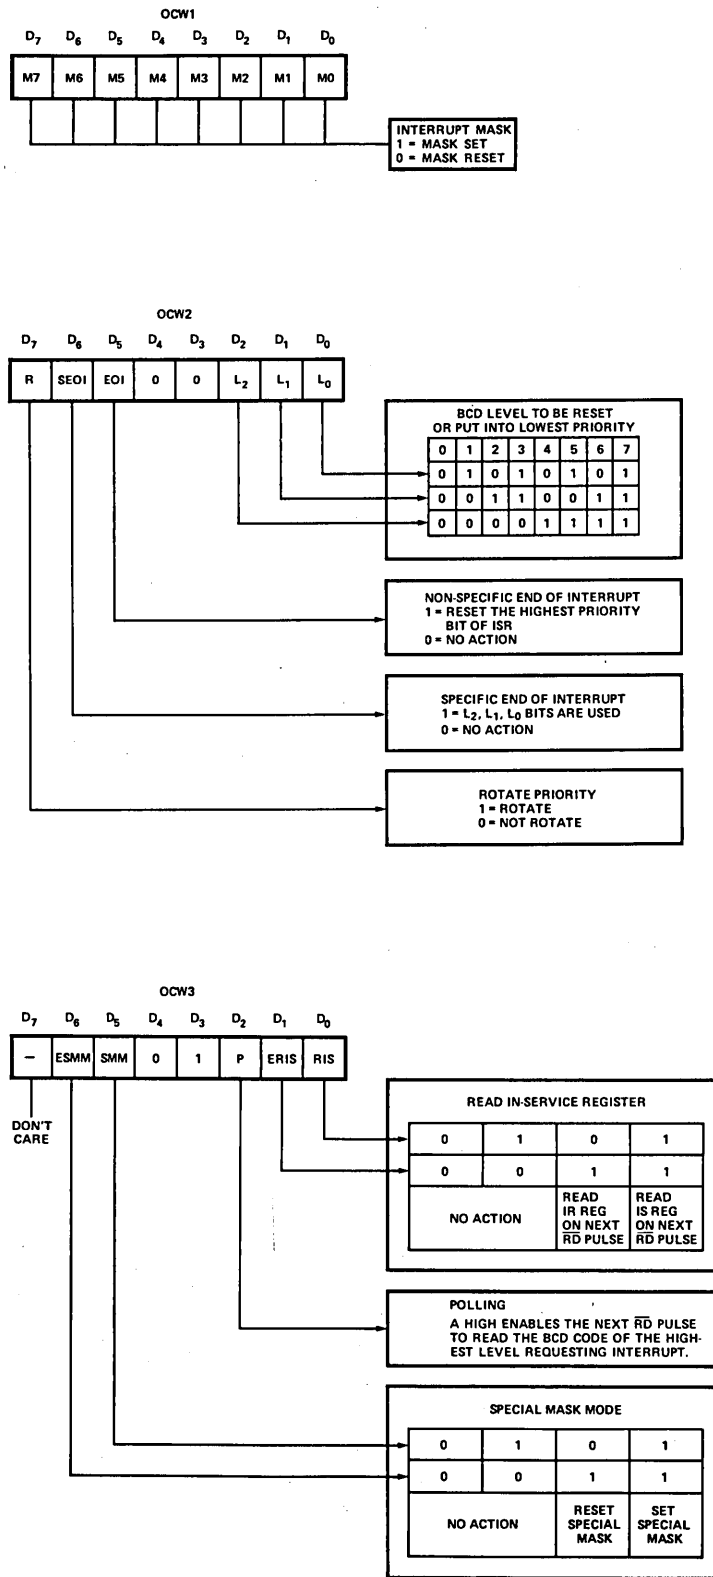 OCW1
D7 D6 D5 D4 D3 D2 D1 D0
M7 M6 M5 M4 M3 M2 M1 M0
INTERRUPT MASK
1 = MASK SET
0 = MASK RESET
OCW2
D7 D6 D5 D4 D3 D2 D1 D0
R SEOI EOI 0 0 L2 L1 L0
BCD LEVEL TO BE RESET
OR PUT INTO LOWEST PRIORITY
0 1 2 3 4 5 6 7
0 1 0 1 0 1 0 1
0 0 1 1 0 0 1 1
0 0 0 0 1 1 1 1
NON-SPECIFIC END OF INTERRUPT
1 = RESET THE HIGHEST PRIORITY
BIT OF ISR
0 = NO ACTION
SPECIFIC END OF INTERRUPT
1 = L2, L1, L0 BITS ARE USED
0 = NO ACTION
ROTATE PRIORITY
1 = ROTATE
0 = NOT ROTATE
OCW3
D7 D6 D5 D4 D3 D2 D1 D0
— ESMM SMM 0 1 P ERIS RIS
DON'T
CARE
READ IN-SERVICE REGISTER
0 1 0 1
0 0 1 1
NO ACTION
READ
IR REG
ON NEXT
RD PULSE
READ
IS REG
ON NEXT
RD PULSE
POLLING
A HIGH ENABLES THE NEXT RD PULSE
TO READ THE BCD CODE OF THE HIGH-
EST LEVEL REQUESTING INTERRUPT.
SPECIAL MASK MODE
0 1 0 1
0 0 1 1
NO ACTION
RESET
SPECIAL
MASK
SET
SPECIAL
MASK